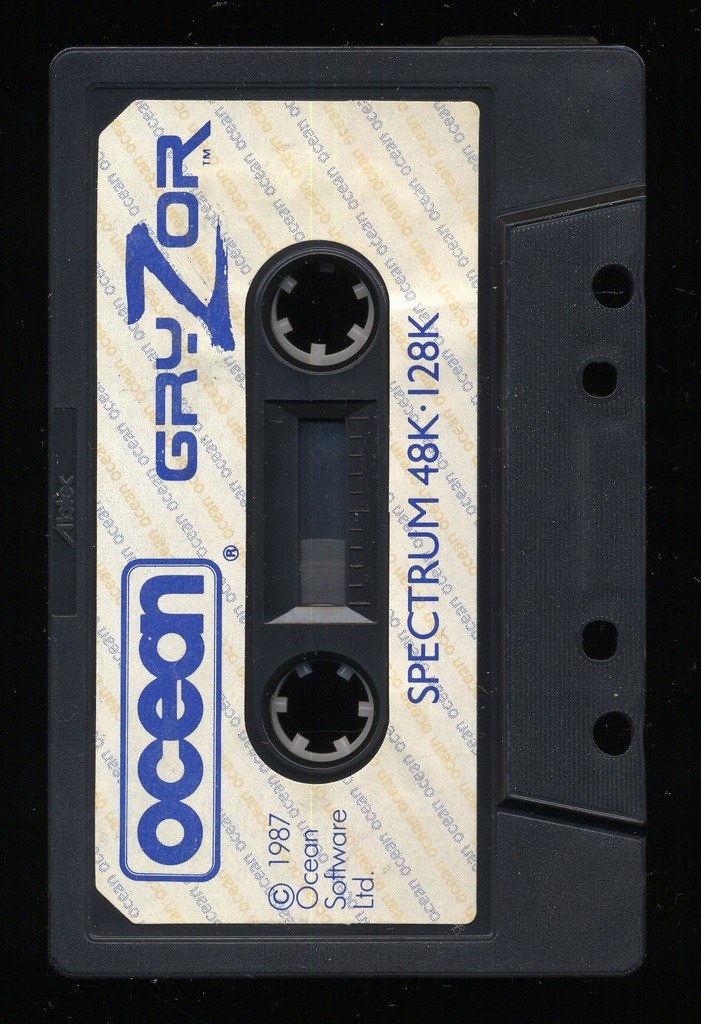 ocean®
GRYZOR™
SPECTRUM 48K·128K
© 1987
Ocean
Software
Ltd.